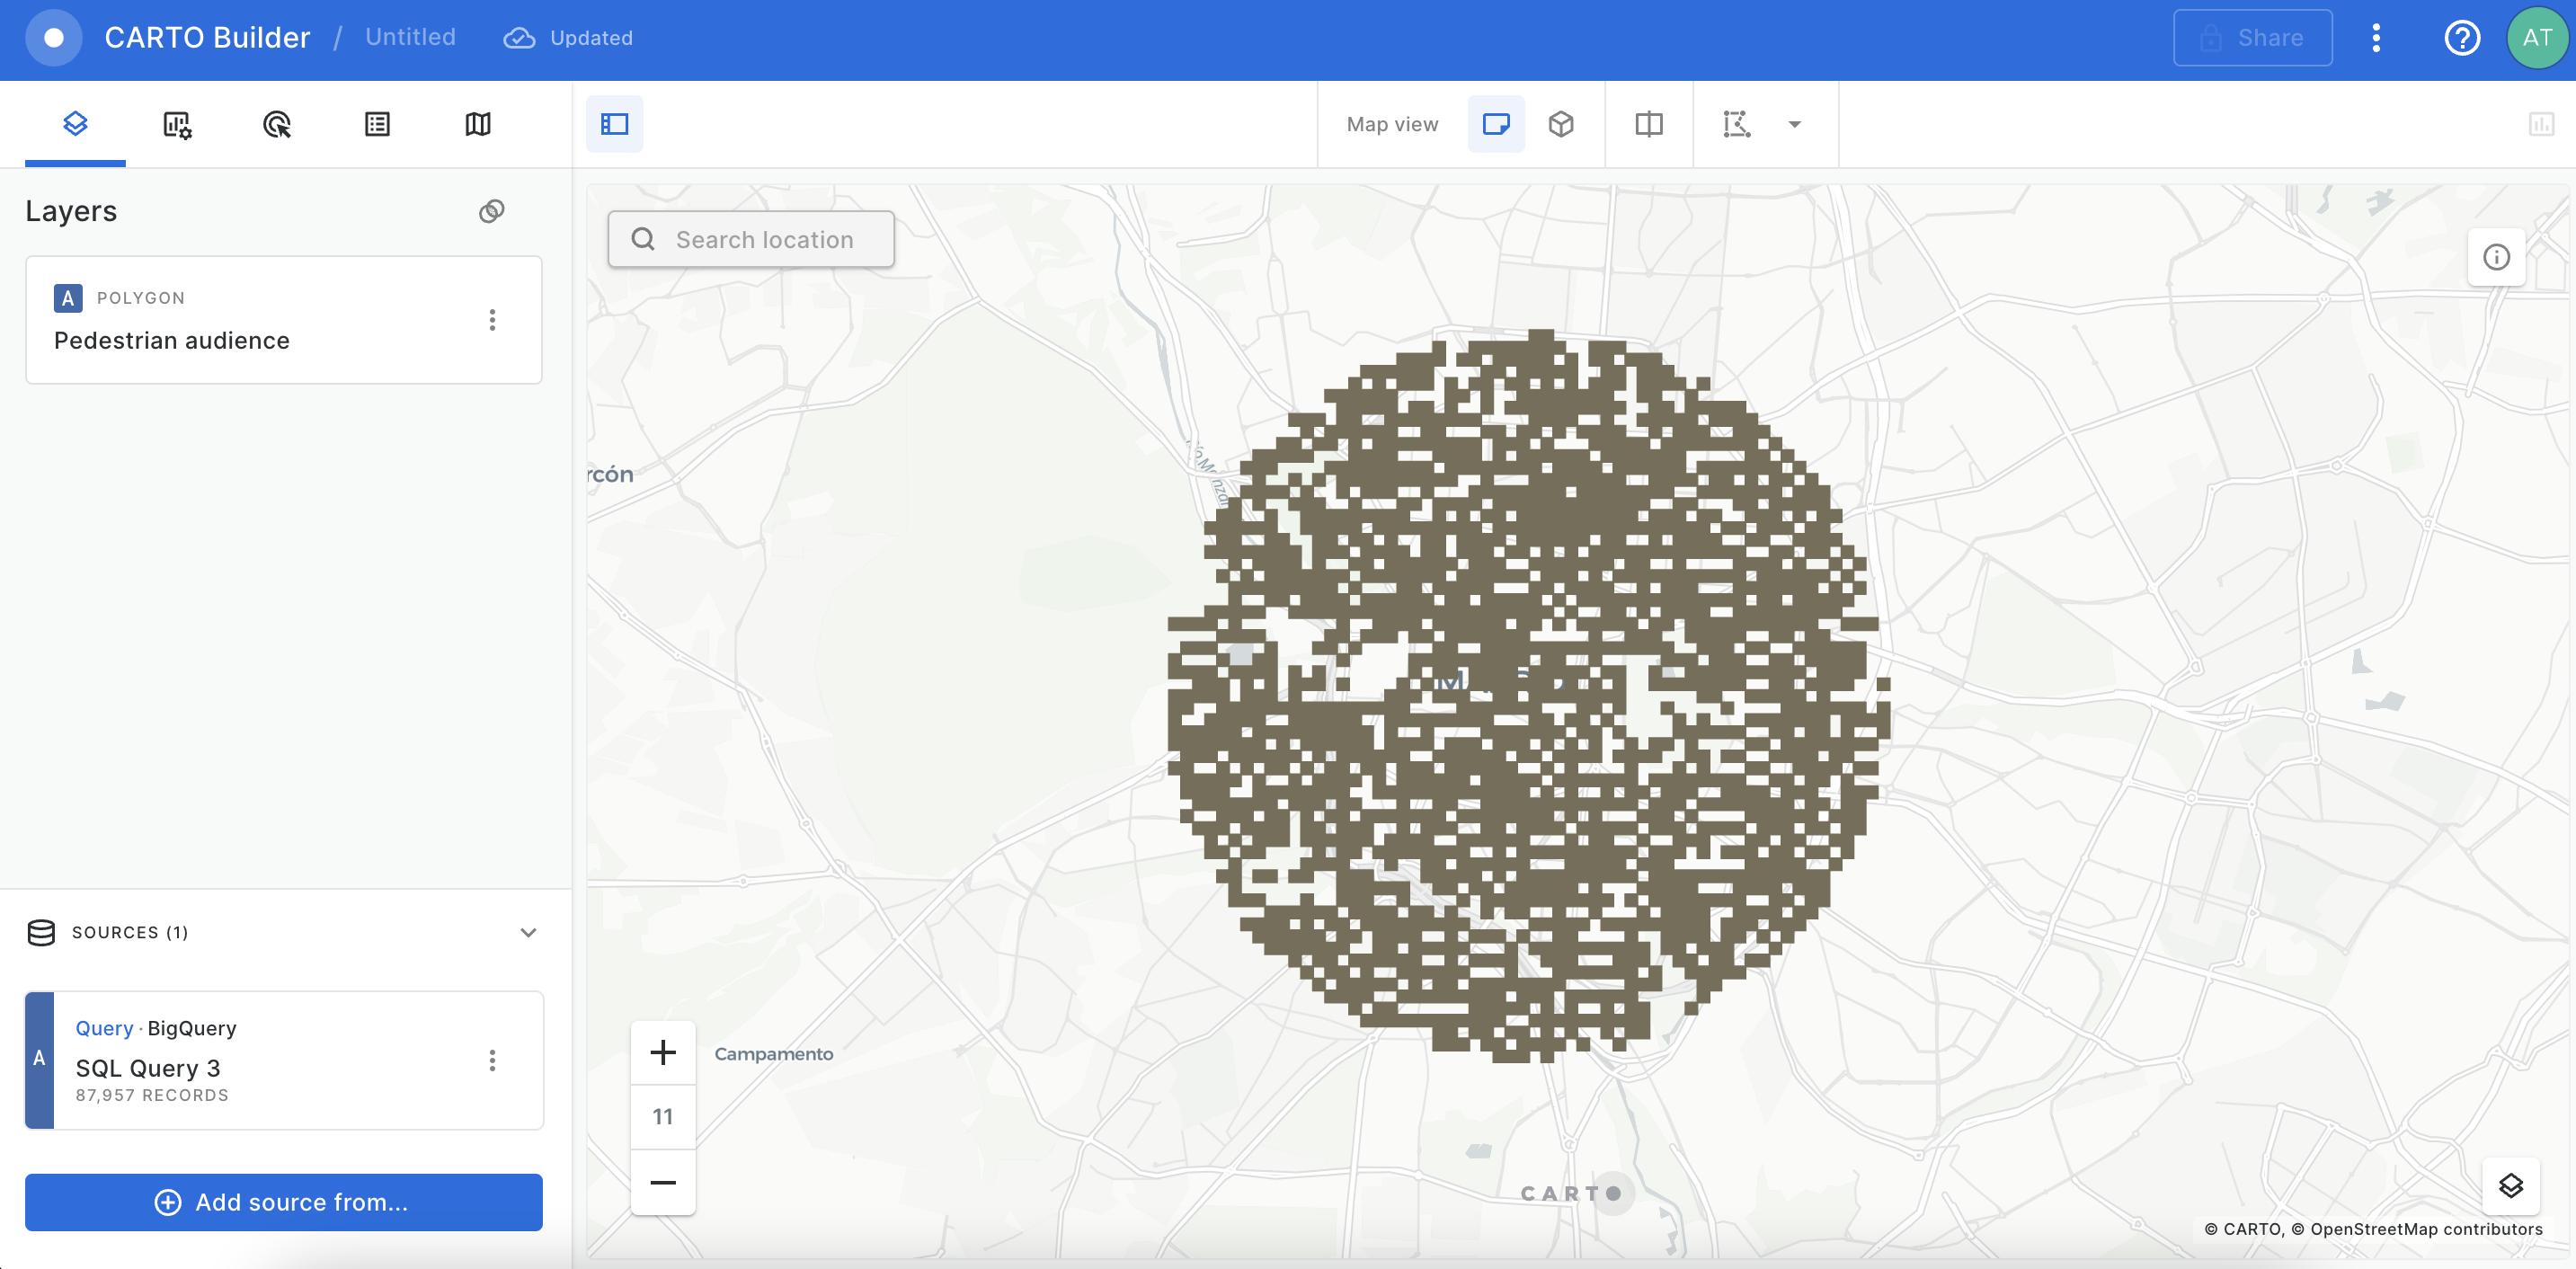 CARTO Builder / Untitled Updated
Share
AT
Map view
Layers
Search location
A POLYGON
Pedestrian audience
rcón
SOURCES (1)
A
Query · BigQuery
SQL Query 3
87,957 RECORDS
Add source from...
11
Campamento
CARTO
© CARTO, © OpenStreetMap contributors